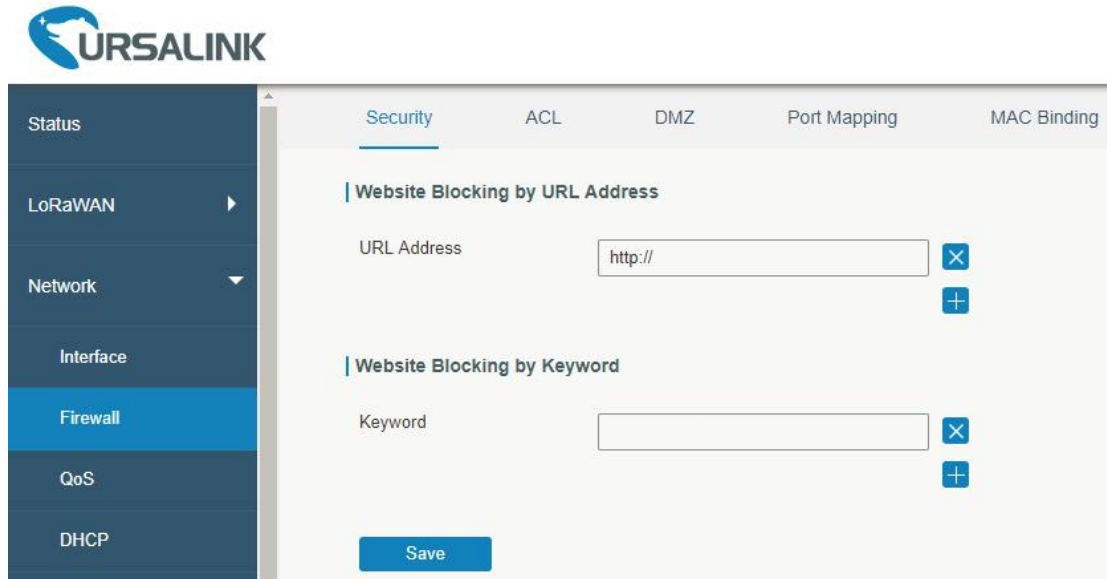 URSALINK
Status
LoRaWAN
Network
Interface
Firewall
QoS
DHCP
Security ACL DMZ Port Mapping MAC Binding
Website Blocking by URL Address
URL Address http://
Website Blocking by Keyword
Keyword
Save